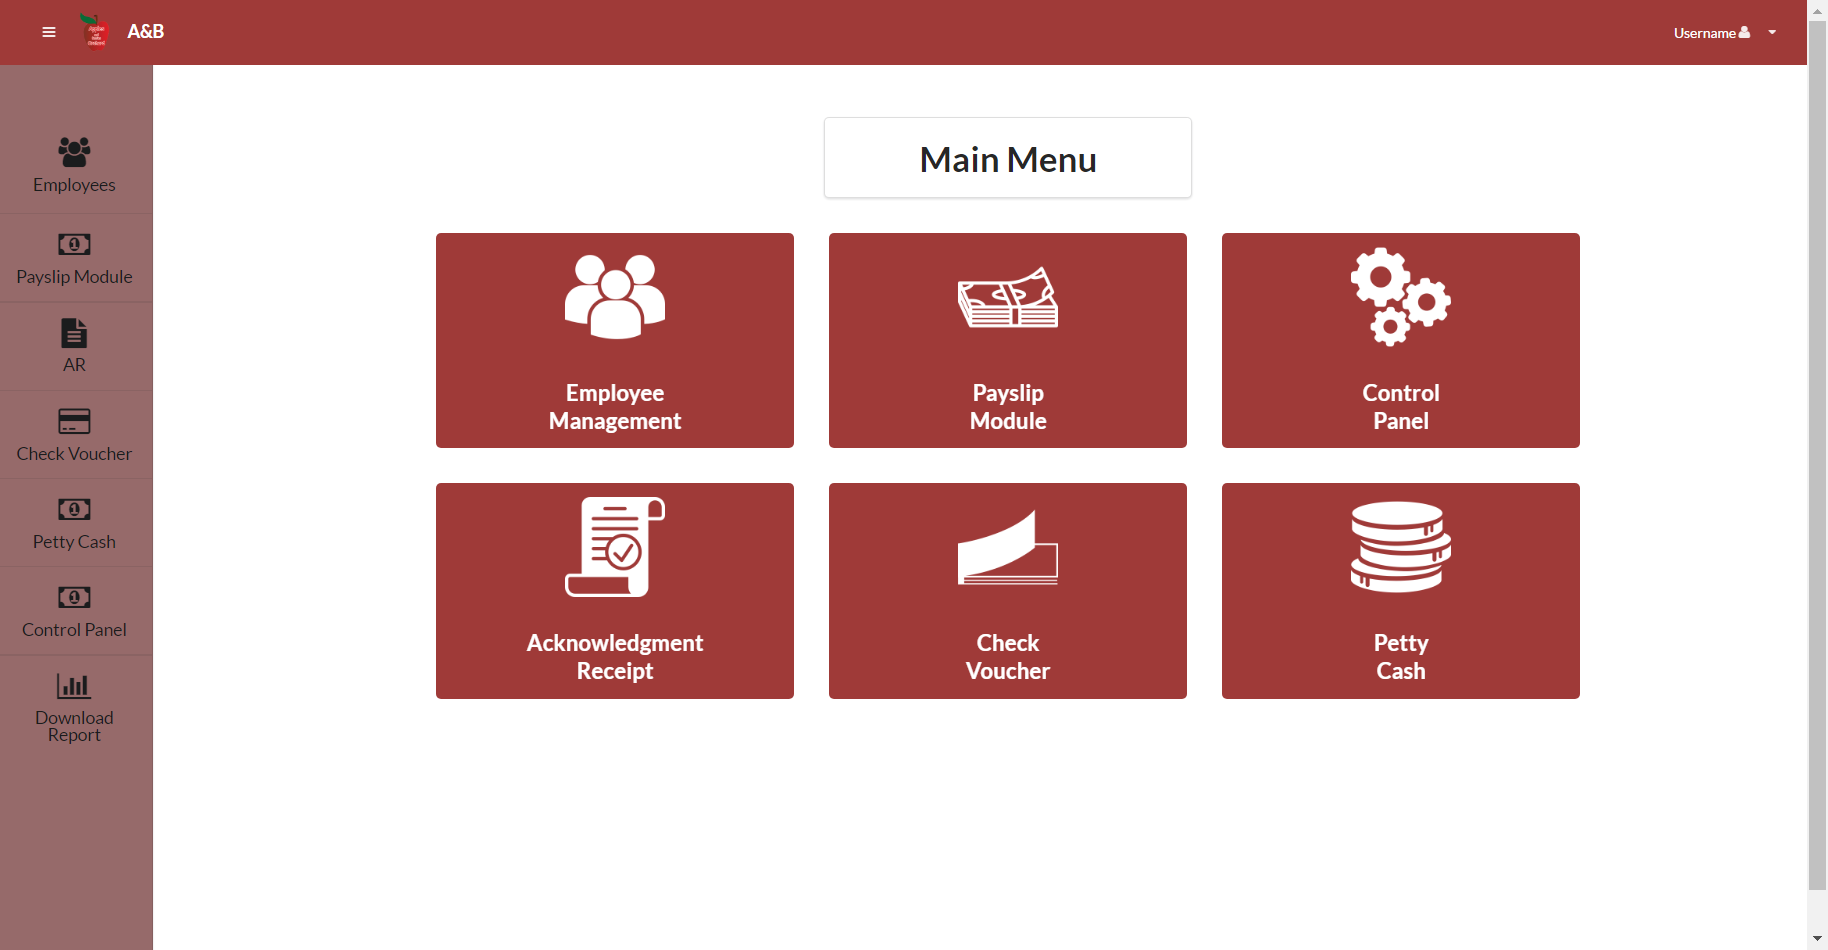 A&B
Username
Employees
Payslip Module
AR
Check Voucher
Petty Cash
Control Panel
Download
Report
Main Menu
Employee
Management
Payslip
Module
Control
Panel
Acknowledgment
Receipt
Check
Voucher
Petty
Cash